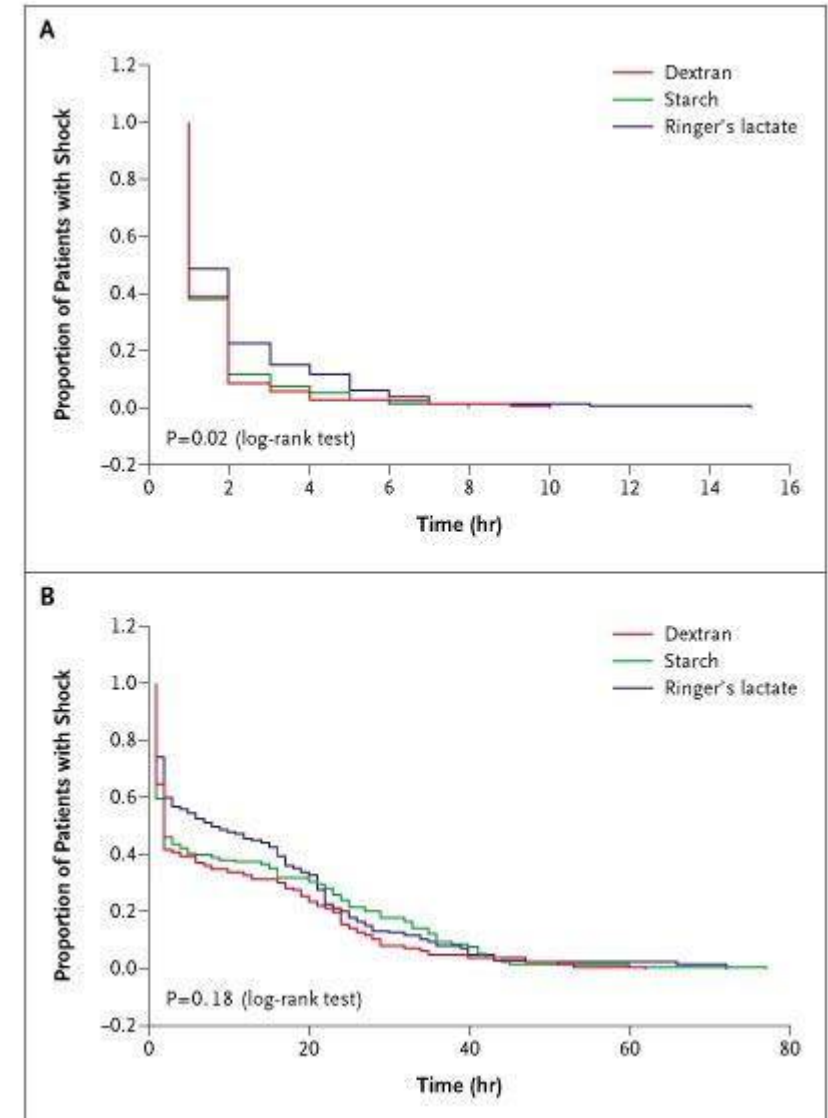 A
1.2
1.0
0.8
0.6
0.4
0.2
0.0
–0.2
Proportion of Patients with Shock
Dextran
Starch
Ringer's lactate
P=0.02 (log-rank test)
0 2 4 6 8 10 12 14 16
Time (hr)
B
1.2
1.0
0.8
0.6
0.4
0.2
0.0
–0.2
Proportion of Patients with Shock
Dextran
Starch
Ringer's lactate
P=0.18 (log-rank test)
0 20 40 60 80
Time (hr)